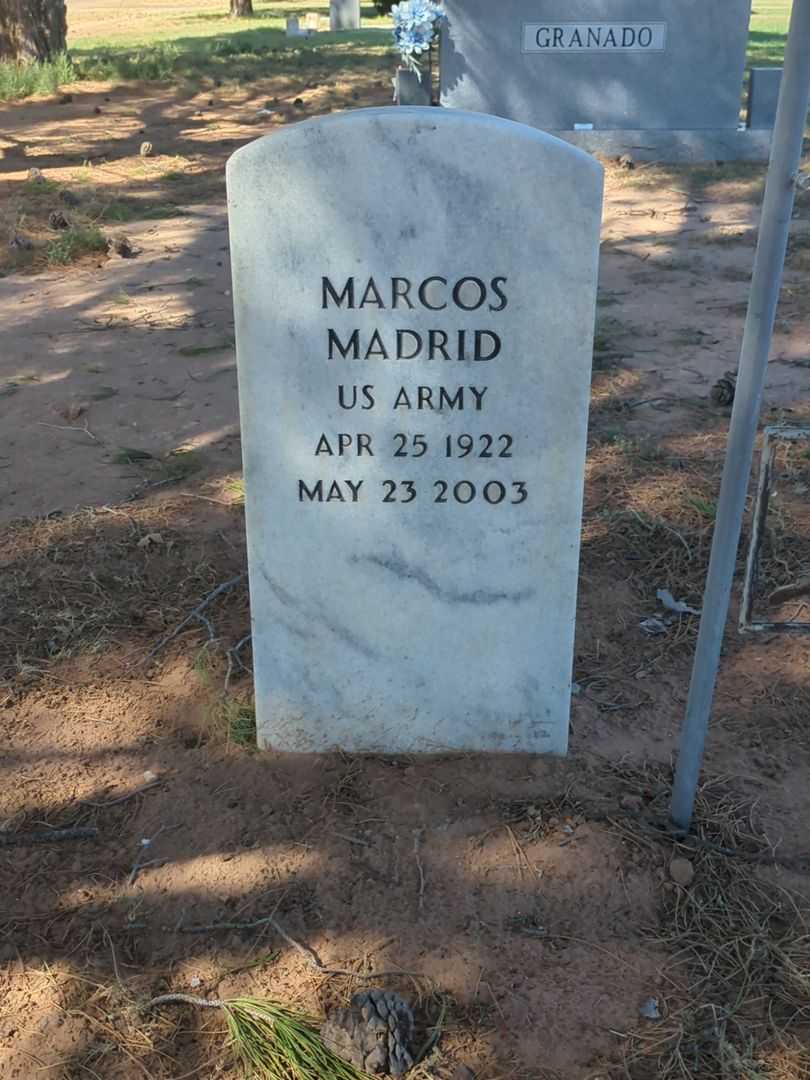 GRANADO
MARCOS
MADRID
US ARMY
APR 25 1922
MAY 23 2003